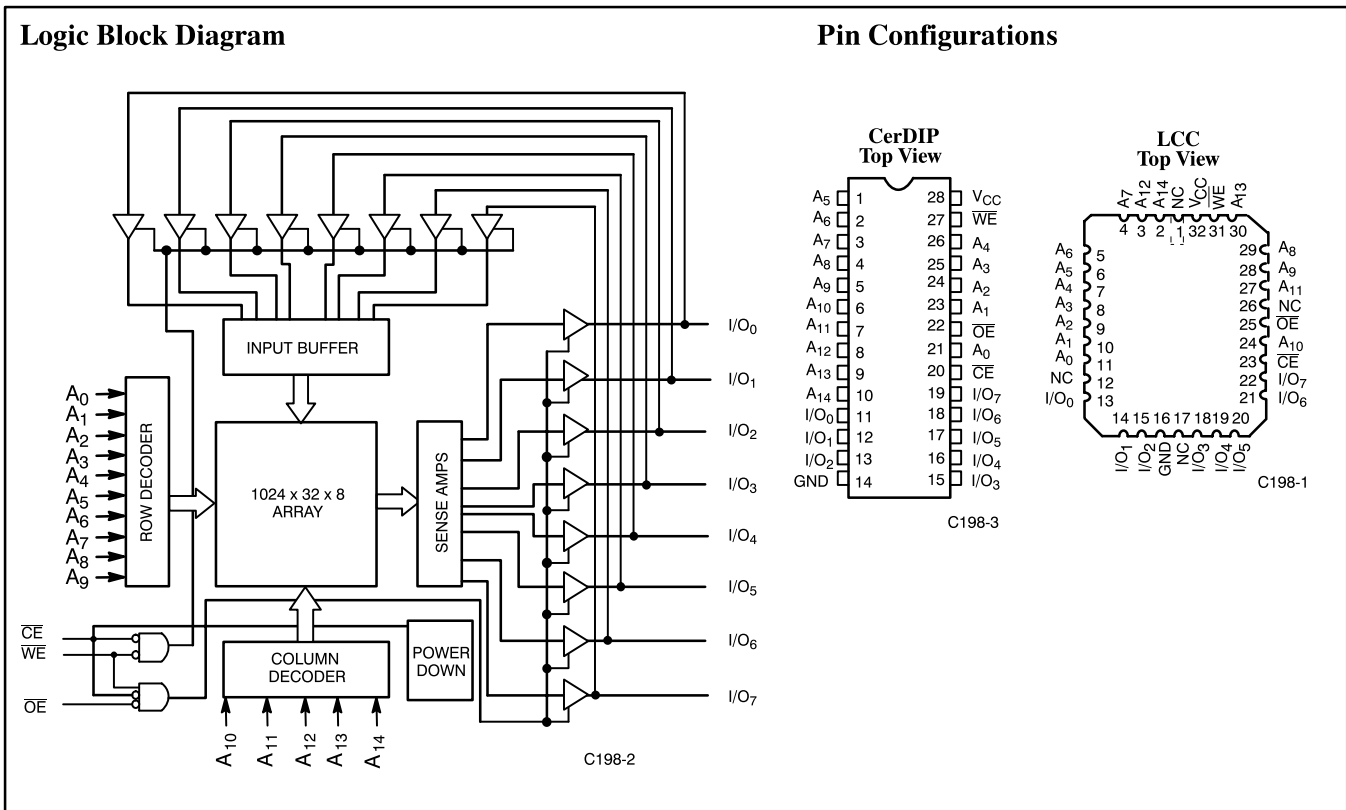 Logic Block Diagram
Pin Configurations
INPUT BUFFER
A0
A1
A2
A3
A4
A5
A6
A7
A8
A9
ROW DECODER
1024 x 32 x 8
ARRAY
SENSE AMPS
I/O0
I/O1
I/O2
I/O3
I/O4
I/O5
I/O6
I/O7
CE
WE
OE
COLUMN
DECODER
POWER
DOWN
A10
A11
A12
A13
A14
C198-2
CerDIP
Top View
A5 1 28 VCC
A6 2 27 WE
A7 3 26 A4
A8 4 25 A3
A9 5 24 A2
A10 6 23 A1
A11 7 22 OE
A12 8 21 A0
A13 9 20 CE
A14 10 19 I/O7
I/O0 11 18 I/O6
I/O1 12 17 I/O5
I/O2 13 16 I/O4
GND 14 15 I/O3
C198-3
LCC
Top View
A7 A12 A14 NC VCC WE A13
4 3 2 1 32 31 30
A6 5 29 A8
A5 6 28 A9
A4 7 27 A11
A3 8 26 NC
A2 9 25 OE
A1 10 24 A10
A0 11 23 CE
NC 12 22 I/O7
I/O0 13 21 I/O6
14 15 16 17 18 19 20
I/O1 I/O2 GND NC I/O3 I/O4 I/O5
C198-1